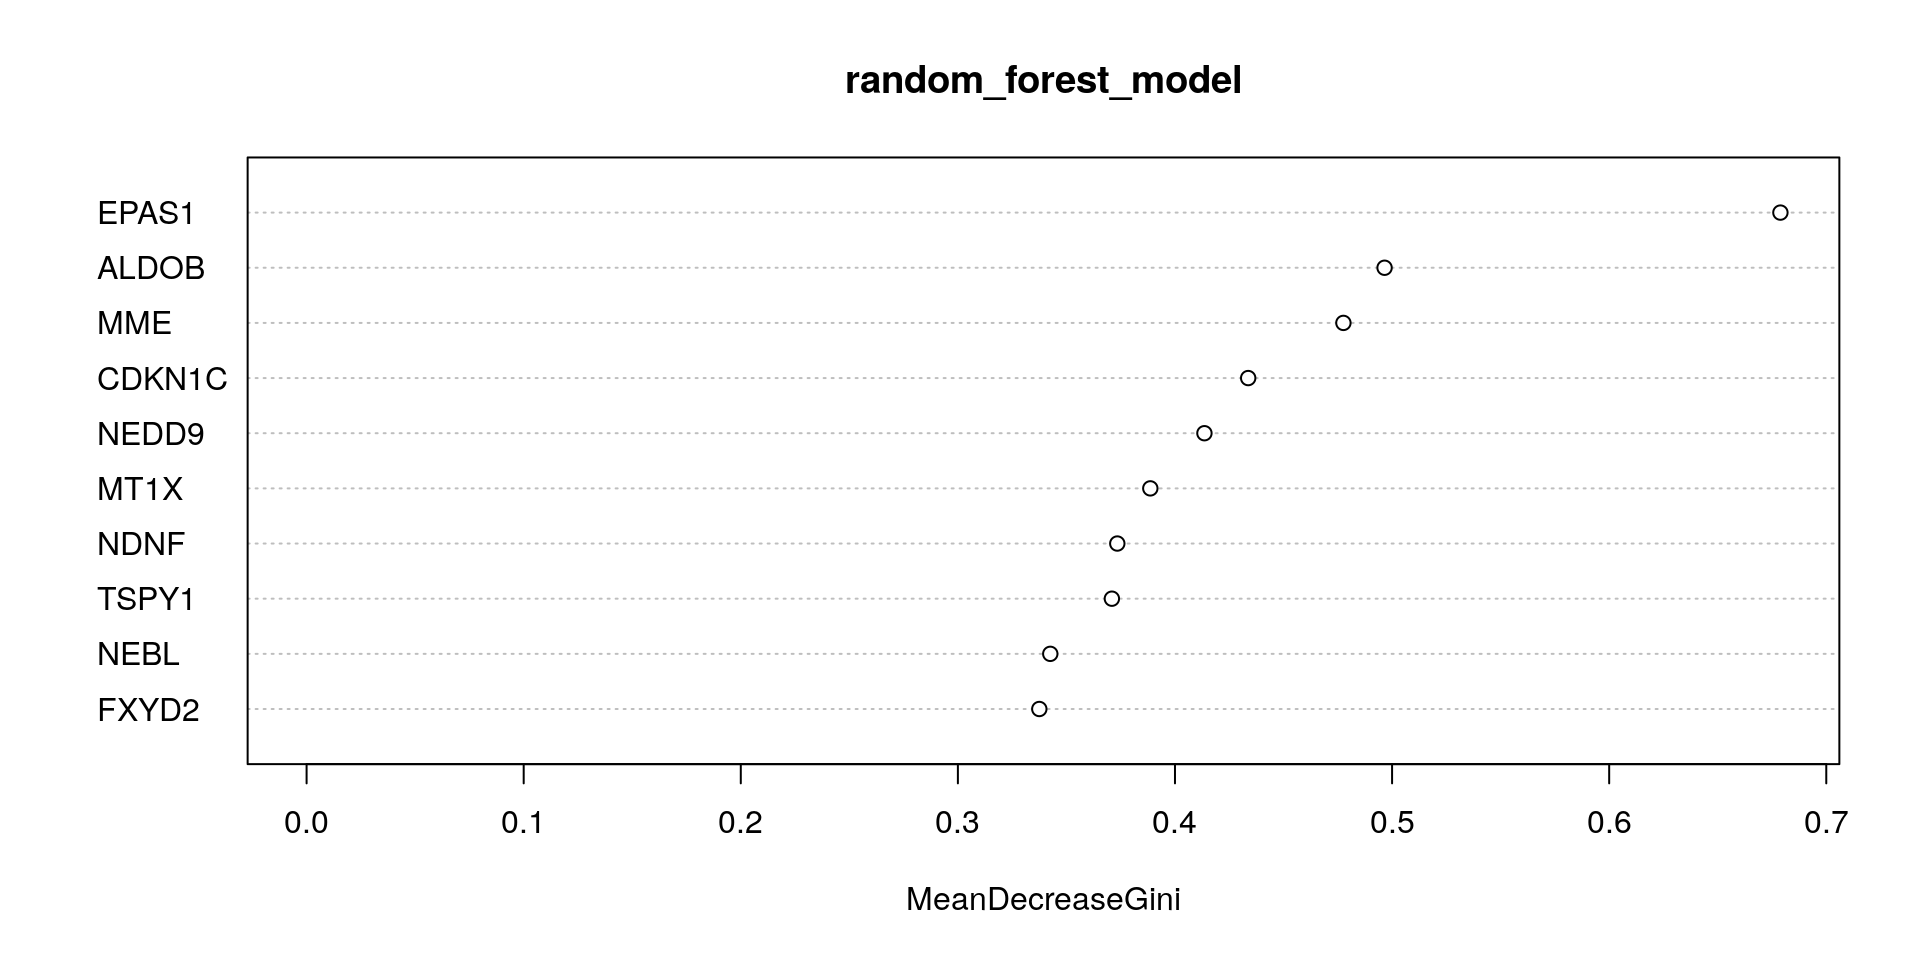 random_forest_model
EPAS1
ALDOB
MME
CDKN1C
NEDD9
MT1X
NDNF
TSPY1
NEBL
FXYD2
0.0 0.1 0.2 0.3 0.4 0.5 0.6 0.7
MeanDecreaseGini